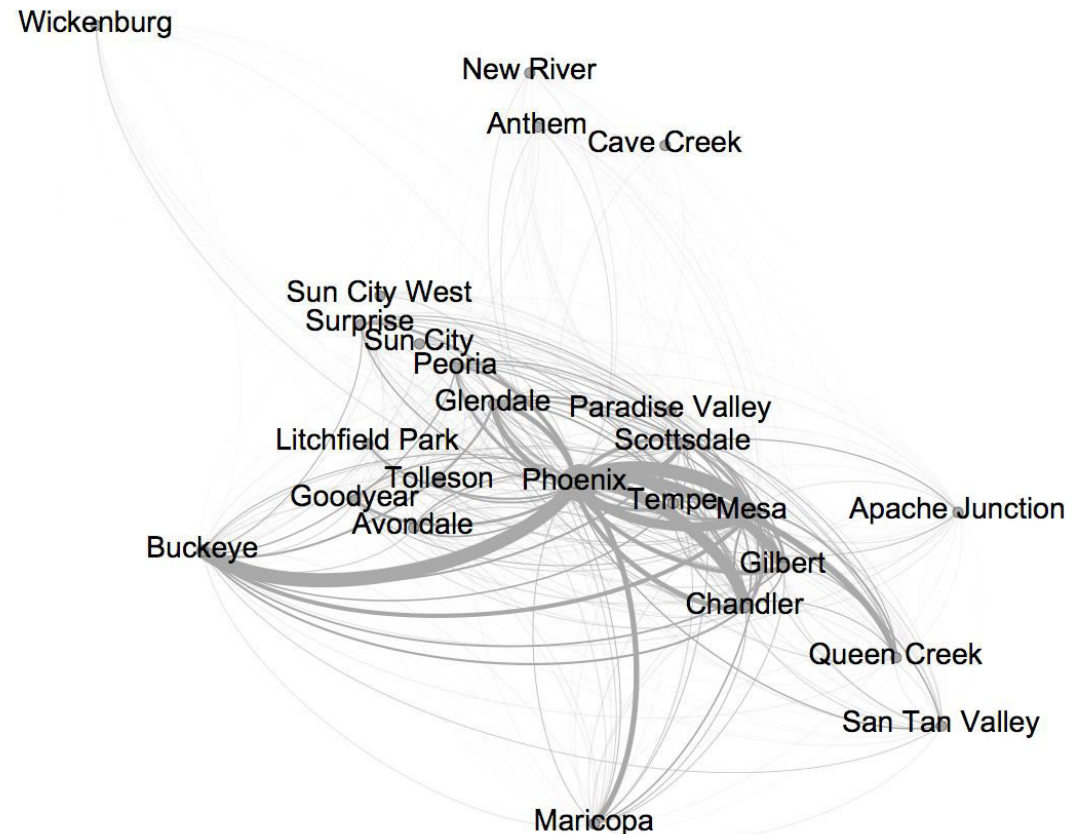 Wickenburg
New River
Anthem
Cave Creek
Sun City West
Surprise
Sun City
Peoria
Glendale
Paradise Valley
Litchfield Park
Scottsdale
Tolleson
Phoenix
Goodyear
Tempe
Mesa
Apache Junction
Avondale
Buckeye
Gilbert
Chandler
Queen Creek
San Tan Valley
Maricopa